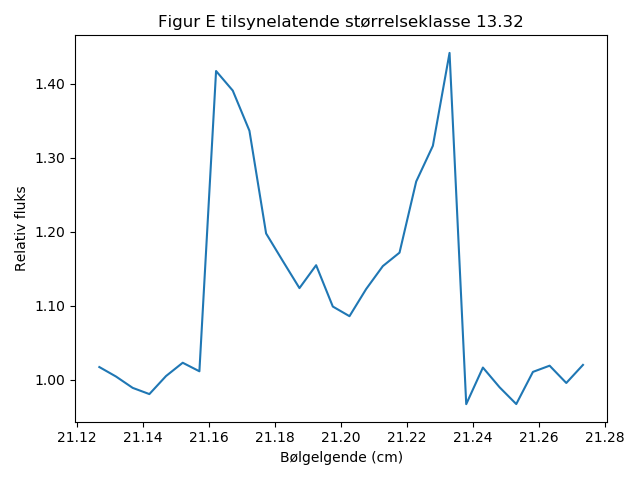 Figur E tilsynelatende størrelseklasse 13.32
1.40
1.30
1.20
1.10
1.00
Relativ fluks
21.12 21.14 21.16 21.18 21.20 21.22 21.24 21.26 21.28
Bølgelgende (cm)